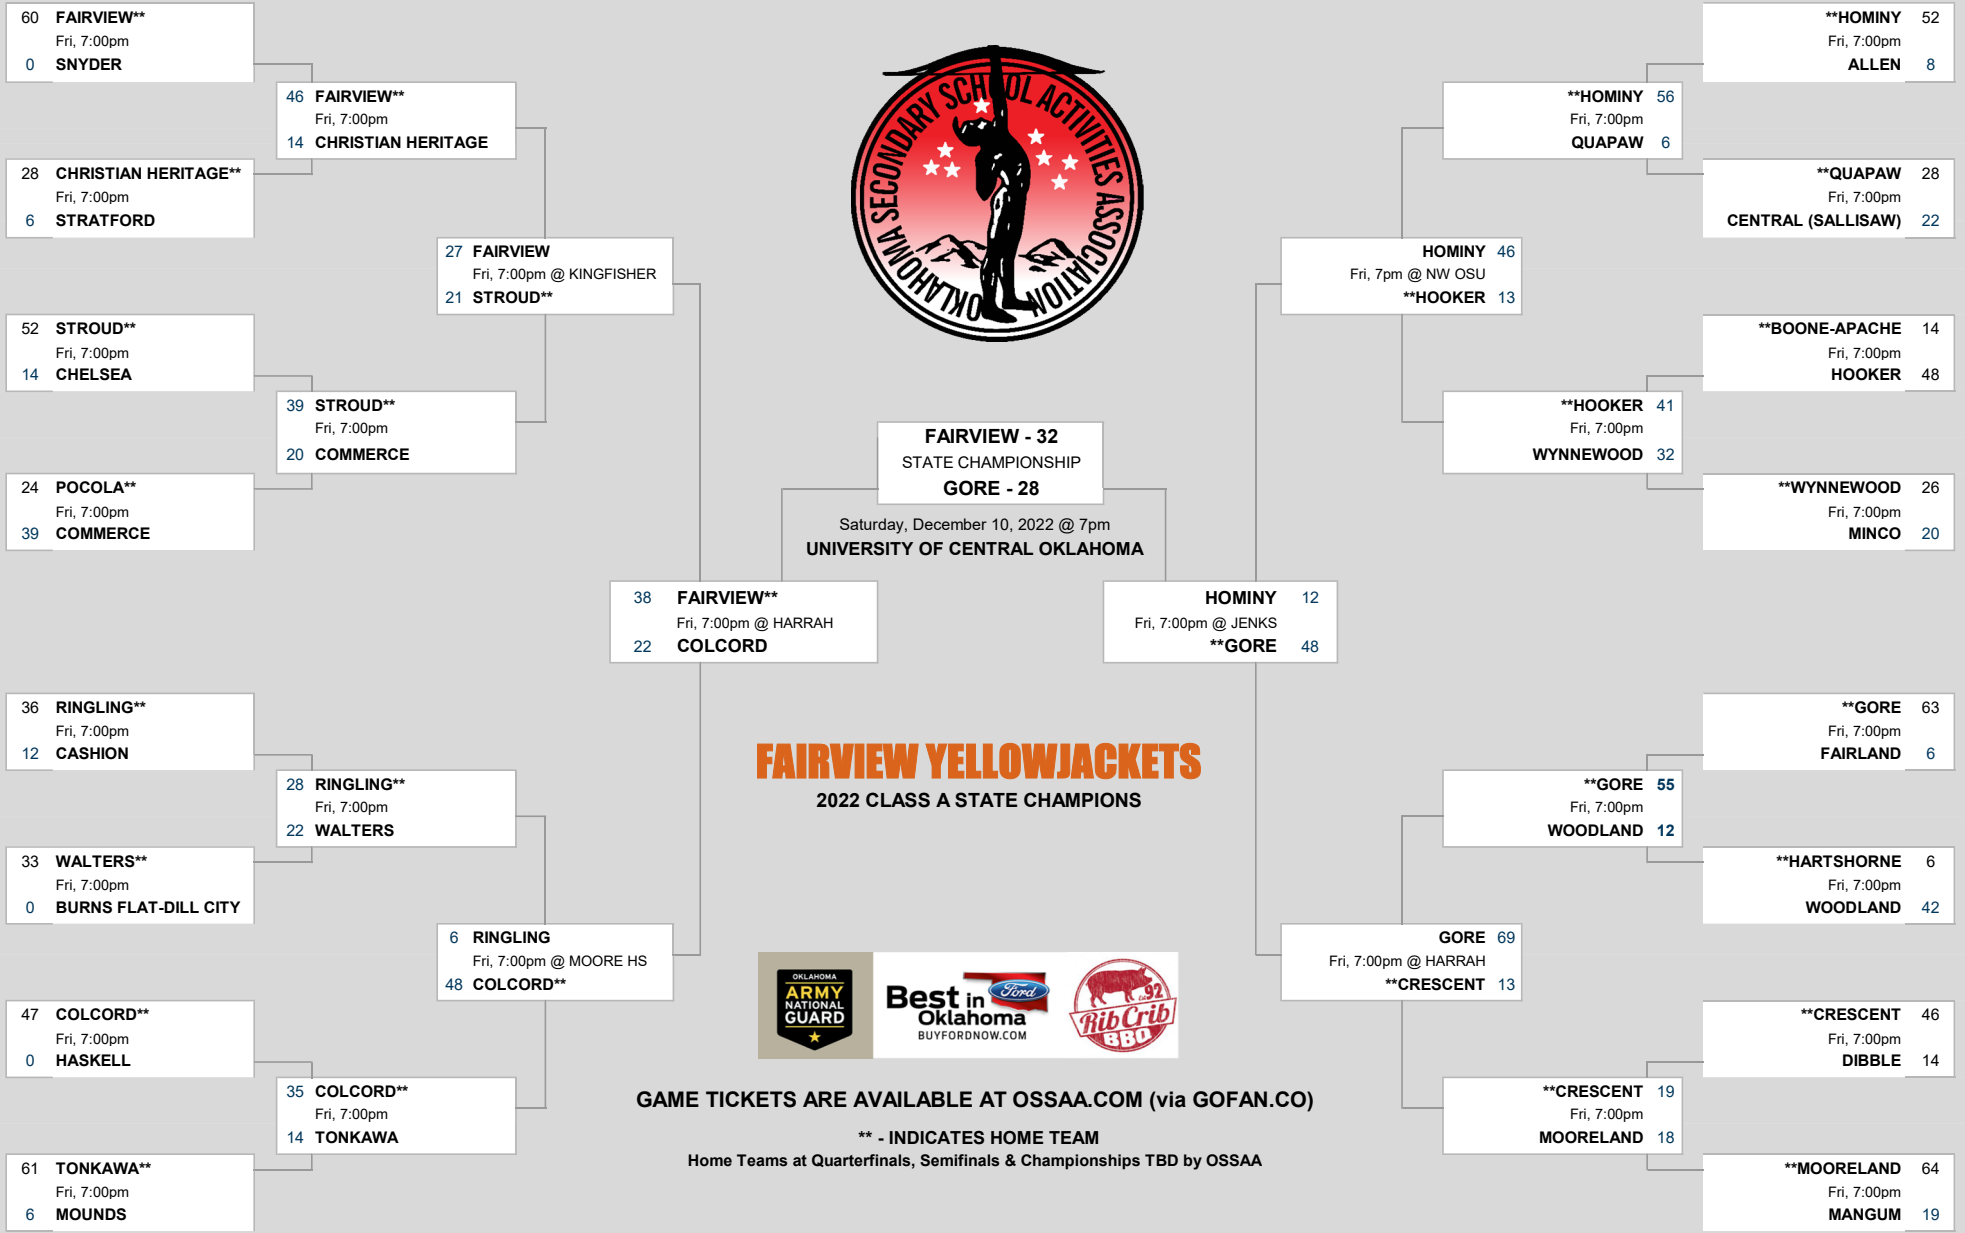 60 FAIRVIEW**
Fri, 7:00pm
0 SNYDER
28 CHRISTIAN HERITAGE**
Fri, 7:00pm
6 STRATFORD
52 STROUD**
Fri, 7:00pm
14 CHELSEA
24 POCOLA**
Fri, 7:00pm
39 COMMERCE
36 RINGLING**
Fri, 7:00pm
12 CASHION
33 WALTERS**
Fri, 7:00pm
0 BURNS FLAT-DILL CITY
47 COLCORD**
Fri, 7:00pm
0 HASKELL
61 TONKAWA**
Fri, 7:00pm
6 MOUNDS
46 FAIRVIEW**
Fri, 7:00pm
14 CHRISTIAN HERITAGE
39 STROUD**
Fri, 7:00pm
20 COMMERCE
28 RINGLING**
Fri, 7:00pm
22 WALTERS
35 COLCORD**
Fri, 7:00pm
14 TONKAWA
27 FAIRVIEW
Fri, 7:00pm @ KINGFISHER
21 STROUD**
6 RINGLING
Fri, 7:00pm @ MOORE HS
48 COLCORD**
38 FAIRVIEW**
Fri, 7:00pm @ HARRAH
22 COLCORD
OKLAHOMA SECONDARY SCHOOL ACTIVITIES ASSOCIATION
FAIRVIEW - 32
STATE CHAMPIONSHIP
GORE - 28
Saturday, December 10, 2022 @ 7pm
UNIVERSITY OF CENTRAL OKLAHOMA
FAIRVIEW YELLOWJACKETS
2022 CLASS A STATE CHAMPIONS
OKLAHOMA
ARMY
NATIONAL
GUARD
Best in
Oklahoma
Ford
BUYFORDNOW.COM
Est. 92
Rib Crib
BBQ
GAME TICKETS ARE AVAILABLE AT OSSAA.COM (via GOFAN.CO)
** - INDICATES HOME TEAM
Home Teams at Quarterfinals, Semifinals & Championships TBD by OSSAA
HOMINY 12
Fri, 7:00pm @ JENKS
**GORE 48
HOMINY 46
Fri, 7pm @ NW OSU
**HOOKER 13
GORE 69
Fri, 7:00pm @ HARRAH
**CRESCENT 13
**HOMINY 56
Fri, 7:00pm
QUAPAW 6
**HOOKER 41
Fri, 7:00pm
WYNNEWOOD 32
**GORE 55
Fri, 7:00pm
WOODLAND 12
**CRESCENT 19
Fri, 7:00pm
MOORELAND 18
**HOMINY 52
Fri, 7:00pm
ALLEN 8
**QUAPAW 28
Fri, 7:00pm
CENTRAL (SALLISAW) 22
**BOONE-APACHE 14
Fri, 7:00pm
HOOKER 48
**WYNNEWOOD 26
Fri, 7:00pm
MINCO 20
**GORE 63
Fri, 7:00pm
FAIRLAND 6
**HARTSHORNE 6
Fri, 7:00pm
WOODLAND 42
**CRESCENT 46
Fri, 7:00pm
DIBBLE 14
**MOORELAND 64
Fri, 7:00pm
MANGUM 19